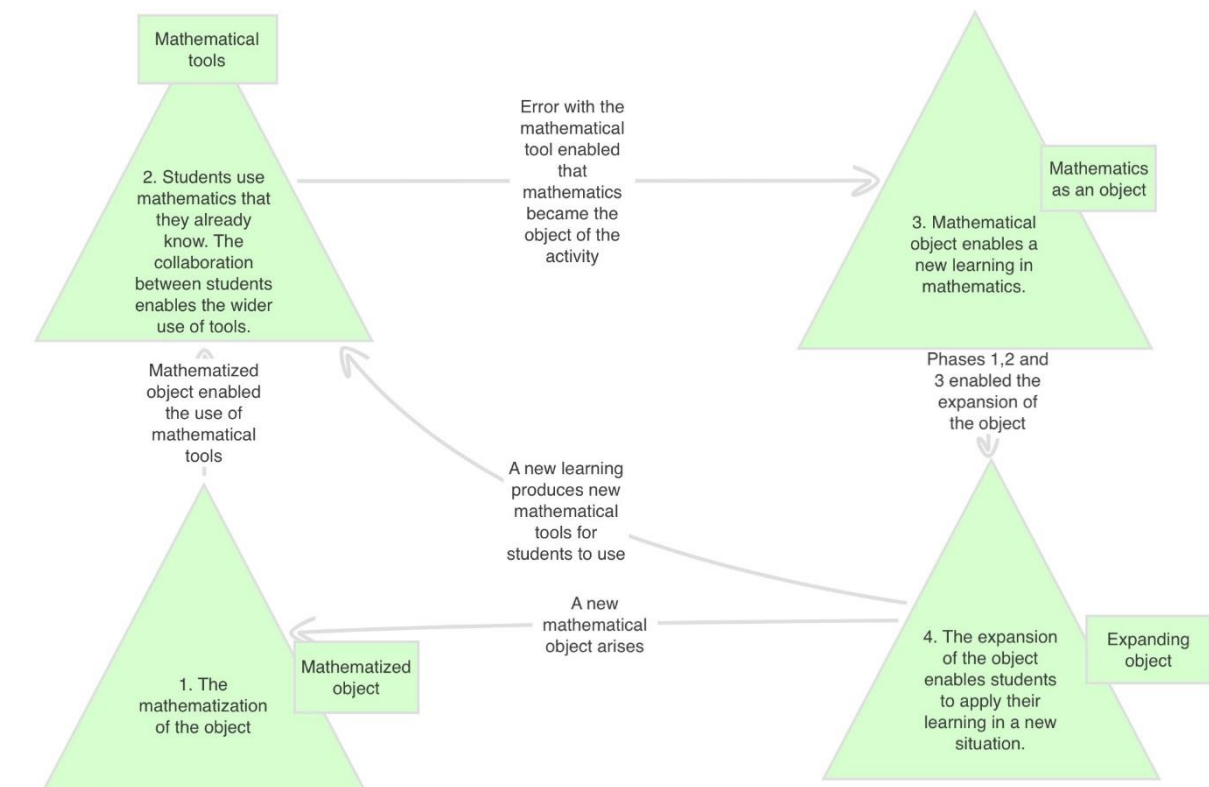 Mathematical
tools
2. Students use
mathematics that
they already
know. The
collaboration
between students
enables the wider
use of tools.
Error with the
mathematical
tool enabled
that
mathematics
became the
object of the
activity
Mathematics
as an object
3. Mathematical
object enables a
new learning in
mathematics.
Mathematized
object enabled
the use of
mathematical
tools
Phases 1,2 and
3 enabled the
expansion of
the object
A new learning
produces new
mathematical
tools for
students to use
A new
mathematical
object arises
1. The
mathematization
of the object
Mathematized
object
4. The expansion
of the object
enables students
to apply their
learning in a new
situation.
Expanding
object